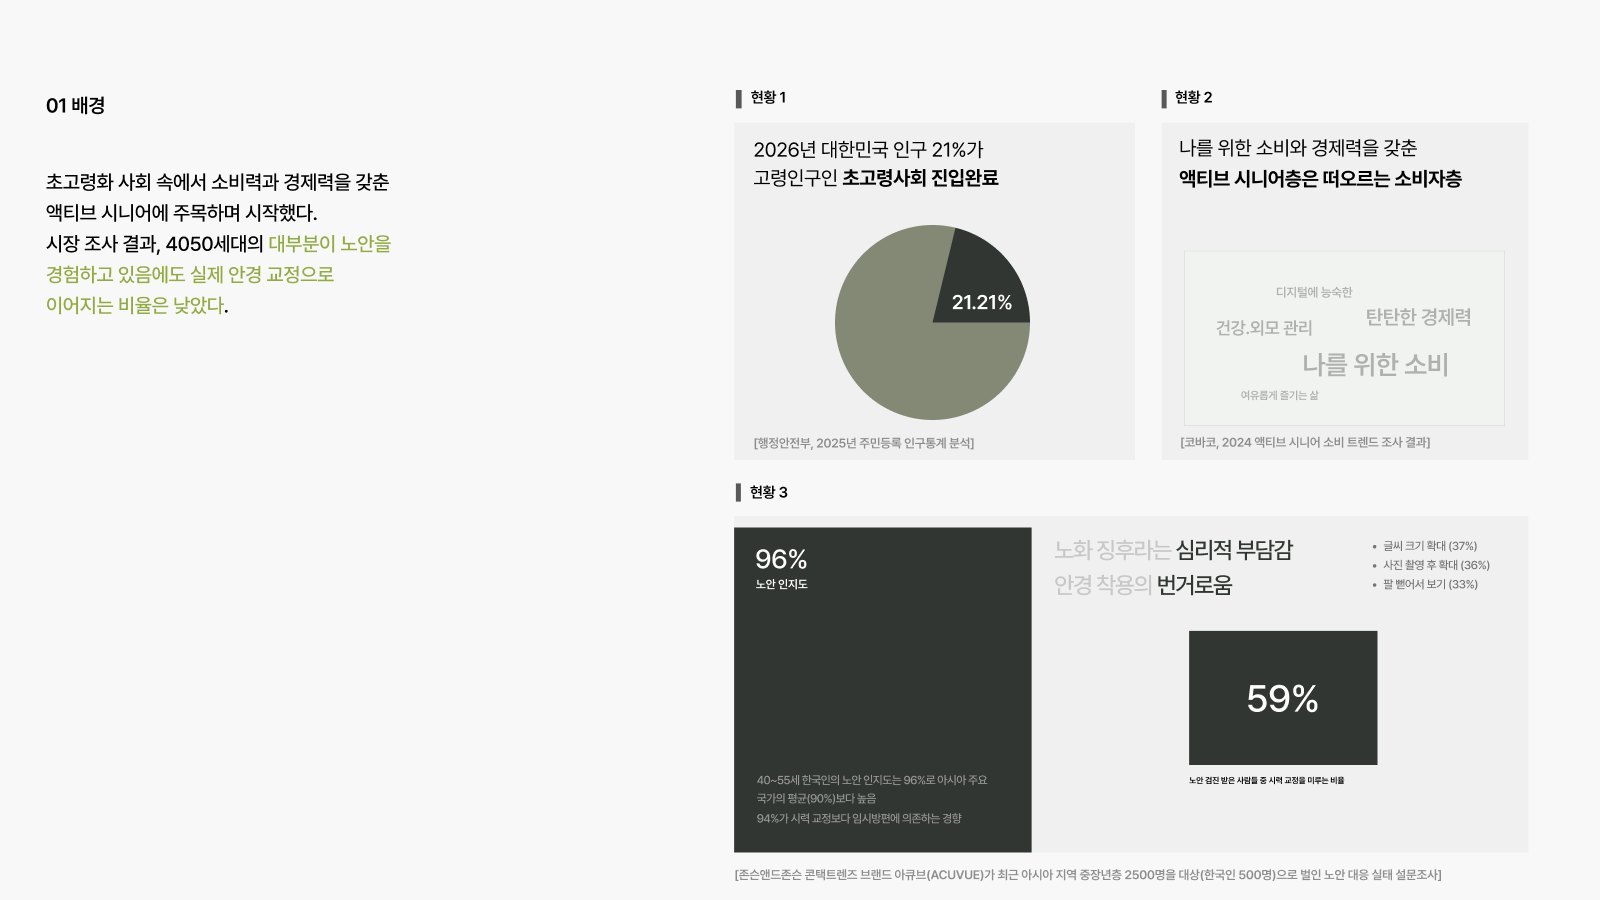 01 배경
초고령화 사회 속에서 소비력과 경제력을 갖춘
액티브 시니어에 주목하며 시작했다.
시장 조사 결과, 4050세대의 대부분이 노안을
경험하고 있음에도 실제 안경 교정으로
이어지는 비율은 낮았다.
현황 1
2026년 대한민국 인구 21%가
고령인구인 초고령사회 진입완료
21.21%
[행정안전부, 2025년 주민등록 인구통계 분석]
현황 2
나를 위한 소비와 경제력을 갖춘
액티브 시니어층은 떠오르는 소비자층
디지털에 능숙한
탄탄한 경제력
건강.외모 관리
나를 위한 소비
여유롭게 즐기는 삶
[코바코, 2024 액티브 시니어 소비 트렌드 조사 결과]
현황 3
96%
노안 인지도
40~55세 한국인의 노안 인지도는 96%로 아시아 주요
국가의 평균(90%)보다 높음
94%가 시력 교정보다 임시방편에 의존하는 경향
노화 징후라는 심리적 부담감
안경 착용의 번거로움
• 글씨 크기 확대 (37%)
• 사진 촬영 후 확대 (36%)
• 팔 뻗어서 보기 (33%)
59%
노안 검진 받은 사람들 중 시력 교정을 미루는 비율
[존슨앤드존슨 콘택트렌즈 브랜드 아큐브(ACUVUE)가 최근 아시아 지역 중장년층 2500명을 대상(한국인 500명)으로 벌인 노안 대응 실태 설문조사]